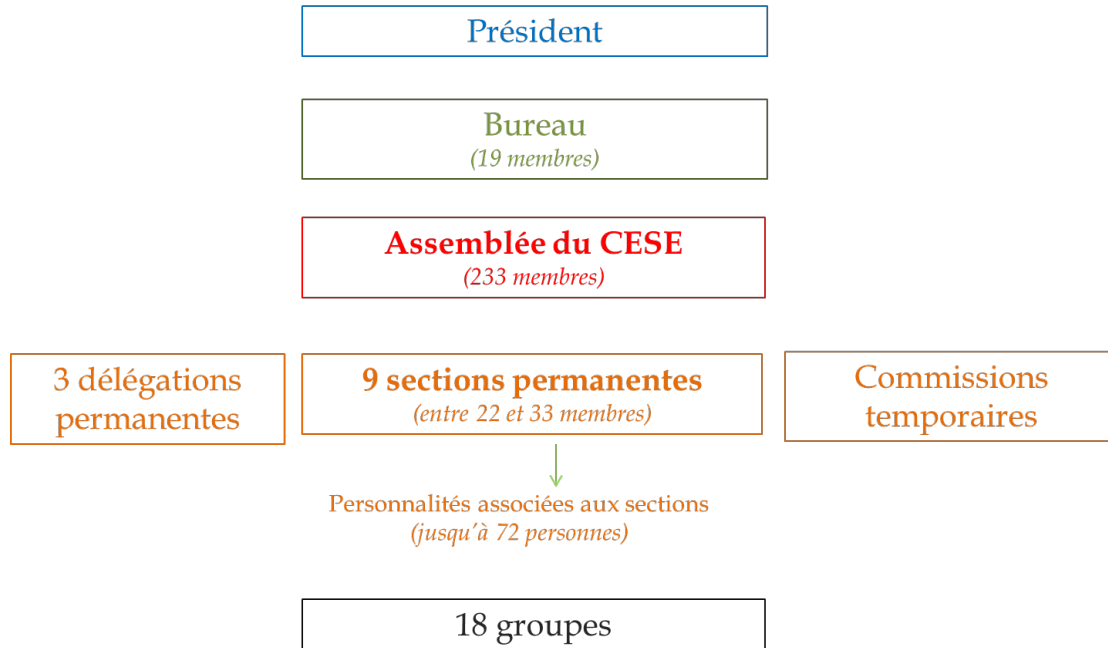 Président
Bureau
(19 membres)
Assemblée du CESE
(233 membres)
3 délégations
permanentes
9 sections permanentes
(entre 22 et 33 membres)
Commissions
temporaires
Personnalités associées aux sections
(jusqu'à 72 personnes)
18 groupes